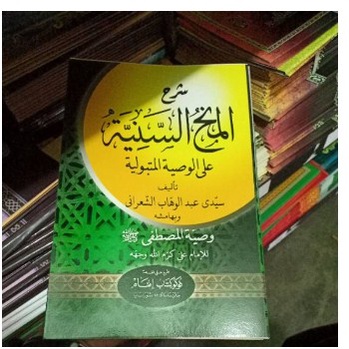 شرح
المنح السنية
على الوصية المتبولية
تأليف
سيدي عبد الوهاب الشعراني
وبهامشه
وصية المصطفى ﷺ
للإمام علي كرم الله وجهه